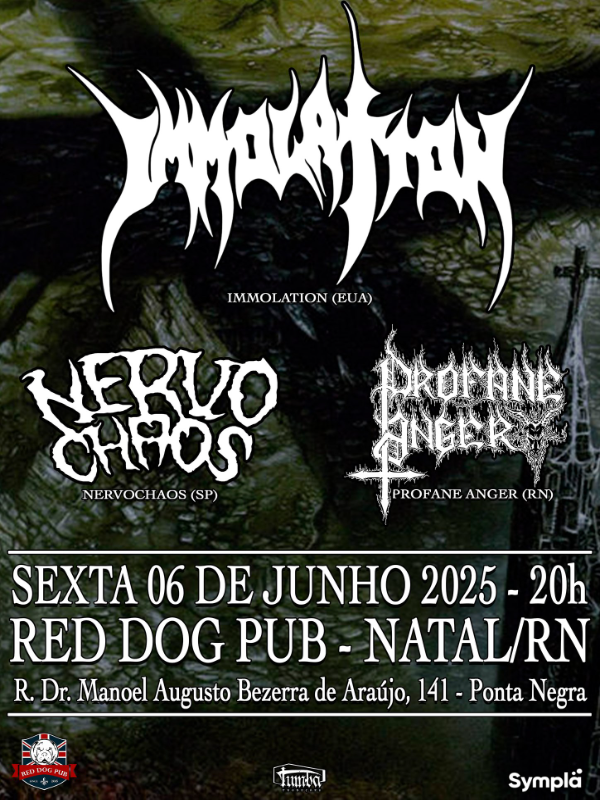 IMMOLATION
IMMOLATION (EUA)
NERVO
CHAOS
NERVOCHAOS (SP)
PROFANE
ANGER
PROFANE ANGER (RN)
SEXTA 06 DE JUNHO 2025 - 20h
RED DOG PUB - NATAL/RN
R. Dr. Manoel Augusto Bezerra de Araújo, 141 - Ponta Negra
RED DOG PUB
Tumba
Sympla